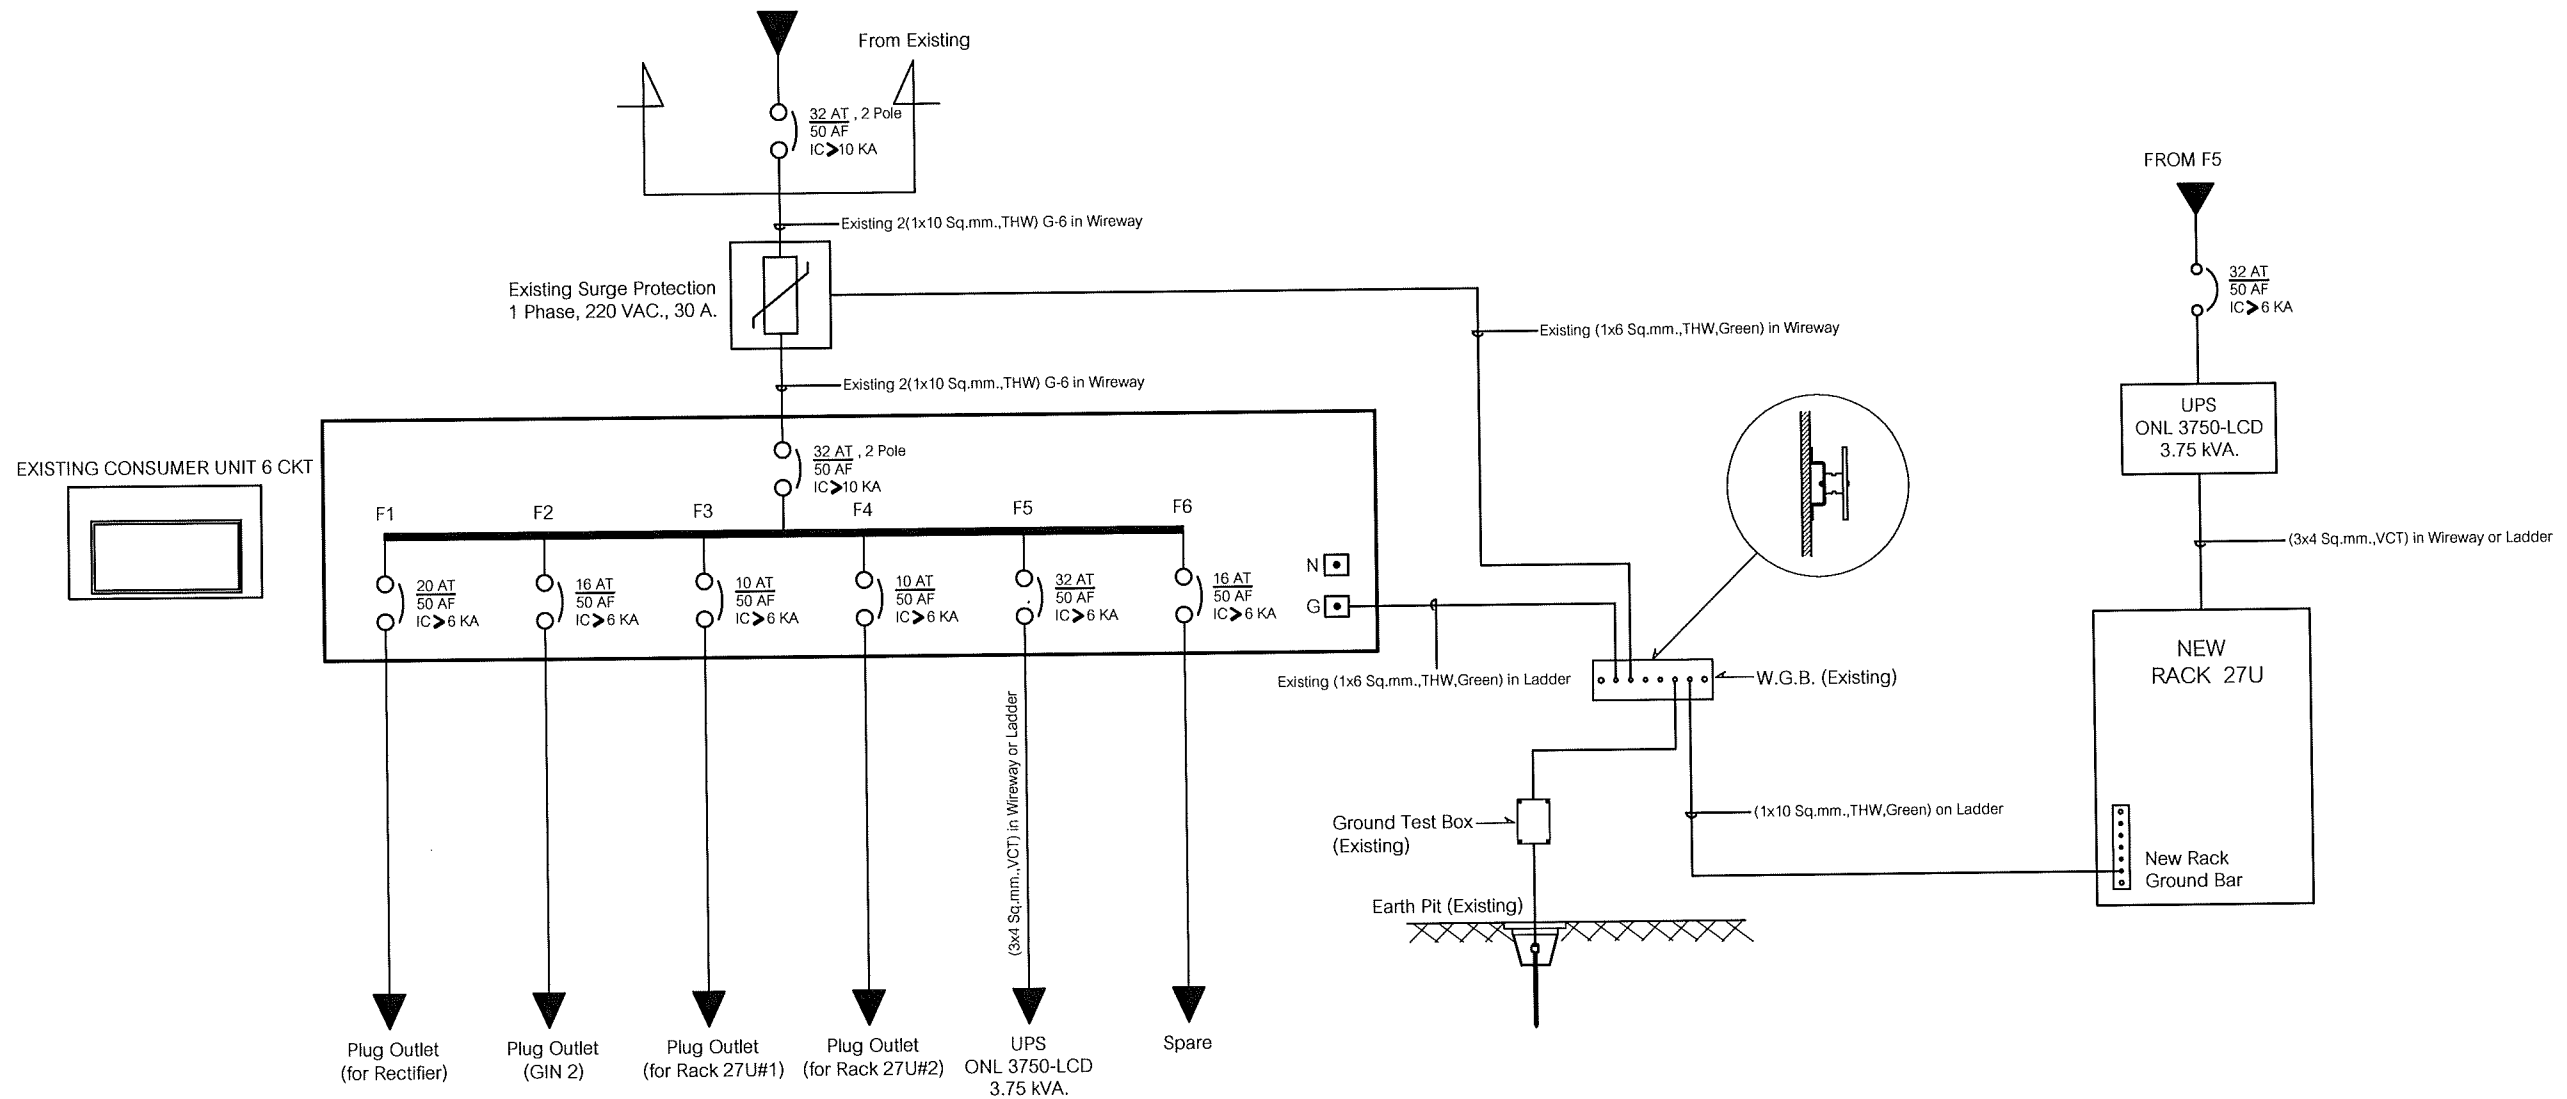 From Existing
32 AT , 2 Pole
50 AF
IC>10 KA
Existing 2(1x10 Sq.mm.,THW) G-6 in Wireway
Existing Surge Protection
1 Phase, 220 VAC., 30 A.
Existing (1x6 Sq.mm.,THW,Green) in Wireway
Existing 2(1x10 Sq.mm.,THW) G-6 in Wireway
EXISTING CONSUMER UNIT 6 CKT
32 AT , 2 Pole
50 AF
IC>10 KA
F1
F2
F3
F4
F5
F6
20 AT
50 AF
IC>6 KA
16 AT
50 AF
IC>6 KA
10 AT
50 AF
IC>6 KA
10 AT
50 AF
IC>6 KA
32 AT
50 AF
IC>6 KA
16 AT
50 AF
IC>6 KA
N
G
Existing (1x6 Sq.mm.,THW,Green) in Ladder
W.G.B. (Existing)
(3x4 Sq.mm.,VCT) in Wireway or Ladder
Plug Outlet
(for Rectifier)
Plug Outlet
(GIN 2)
Plug Outlet
(for Rack 27U#1)
Plug Outlet
(for Rack 27U#2)
UPS
ONL 3750-LCD
3.75 kVA.
Spare
Ground Test Box
(Existing)
Earth Pit (Existing)
(1x10 Sq.mm.,THW,Green) on Ladder
FROM F5
32 AT
50 AF
IC>6 KA
UPS
ONL 3750-LCD
3.75 kVA.
(3x4 Sq.mm.,VCT) in Wireway or Ladder
NEW
RACK 27U
New Rack
Ground Bar